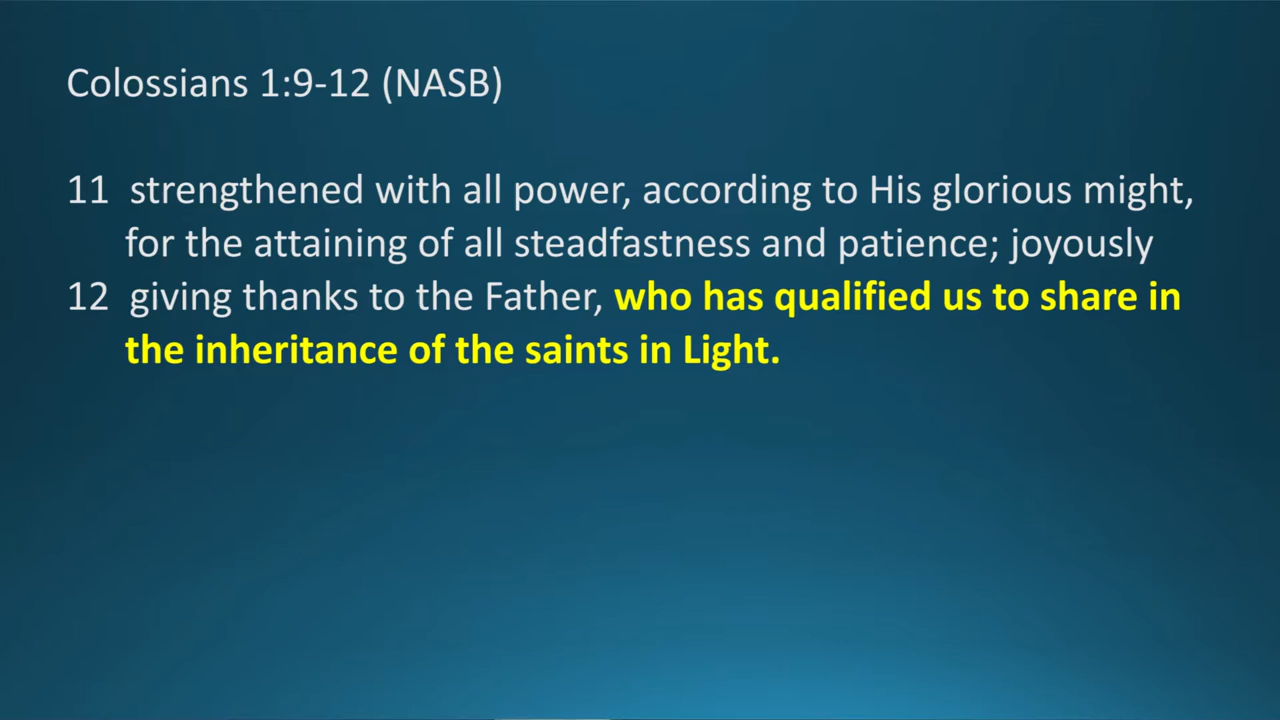 Colossians 1:9-12 (NASB)
11 strengthened with all power, according to His glorious might,
for the attaining of all steadfastness and patience; joyously
12 giving thanks to the Father, who has qualified us to share in
the inheritance of the saints in Light.